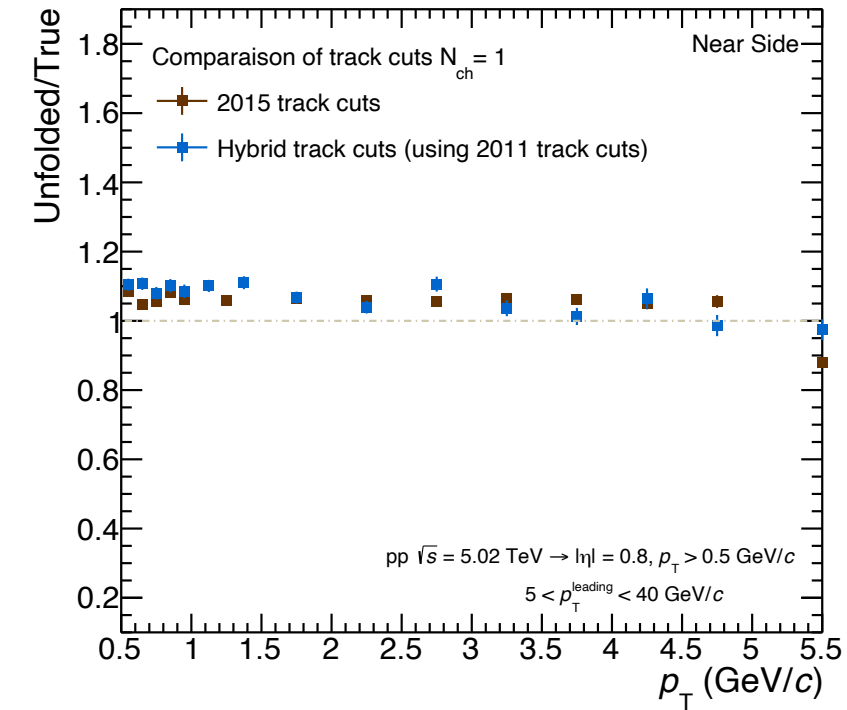 Unfolded/True
1.8
1.6
1.4
1.2
1
0.8
0.6
0.4
0.2
Comparaison of track cuts N_ch = 1
Near Side
2015 track cuts
Hybrid track cuts (using 2011 track cuts)
pp √s = 5.02 TeV → |η| = 0.8, p_T > 0.5 GeV/c
5 < p_T^leading < 40 GeV/c
0.5 1 1.5 2 2.5 3 3.5 4 4.5 5 5.5
p_T (GeV/c)